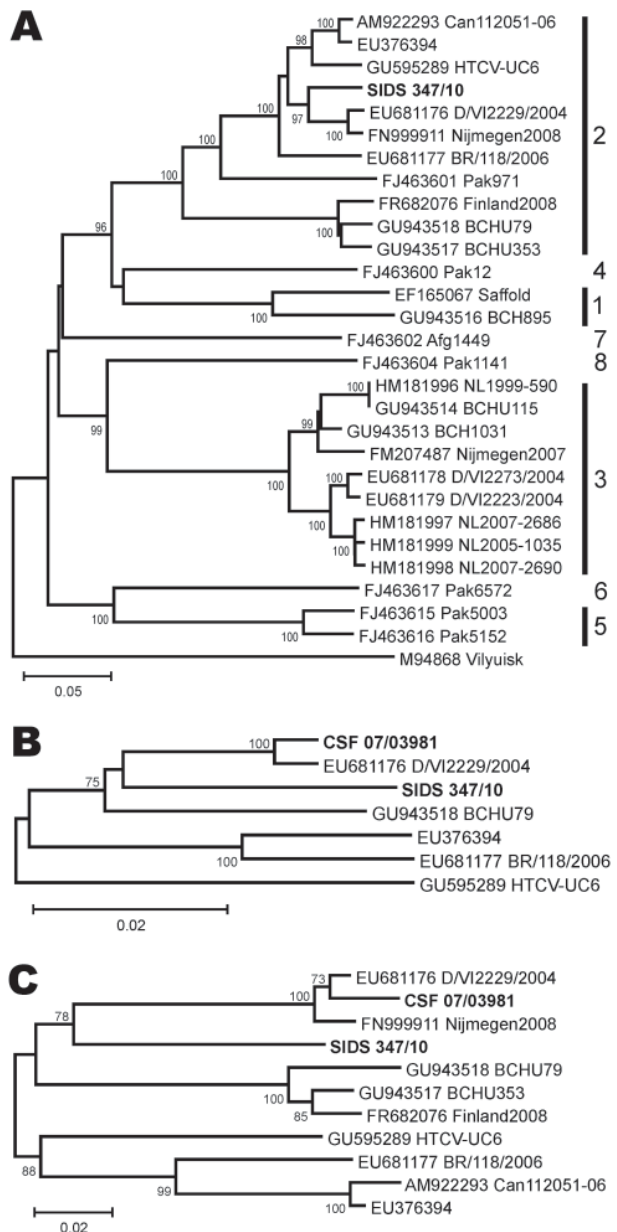 A
100
AM922293 Can112051-06
EU376394
98
GU595289 HTCV-UC6
SIDS 347/10
100
97
EU681176 D/VI2229/2004
100
FN999911 Nijmegen2008
EU681177 BR/118/2006
2
100
FJ463601 Pak971
100
FR682076 Finland2008
GU943518 BCHU79
100
GU943517 BCHU353
96
FJ463600 Pak12
4
EF165067 Saffold
100
GU943516 BCH895
1
FJ463602 Afg1449
7
FJ463604 Pak1141
8
99
100
HM181996 NL1999-590
GU943514 BCHU115
99
GU943513 BCH1031
FM207487 Nijmegen2007
100
100
EU681178 D/VI2273/2004
EU681179 D/VI2223/2004
100
HM181997 NL2007-2686
100
HM181999 NL2005-1035
HM181998 NL2007-2690
3
FJ463617 Pak6572
6
100
FJ463615 Pak5003
100
FJ463616 Pak5152
5
M94868 Vilyuisk
0.05
B
100
CSF 07/03981
EU681176 D/VI2229/2004
75
SIDS 347/10
GU943518 BCHU79
EU376394
100
EU681177 BR/118/2006
GU595289 HTCV-UC6
0.02
C
73
EU681176 D/VI2229/2004
100
CSF 07/03981
FN999911 Nijmegen2008
78
SIDS 347/10
GU943518 BCHU79
100
GU943517 BCHU353
85
FR682076 Finland2008
GU595289 HTCV-UC6
88
EU681177 BR/118/2006
99
AM922293 Can112051-06
100
EU376394
0.02